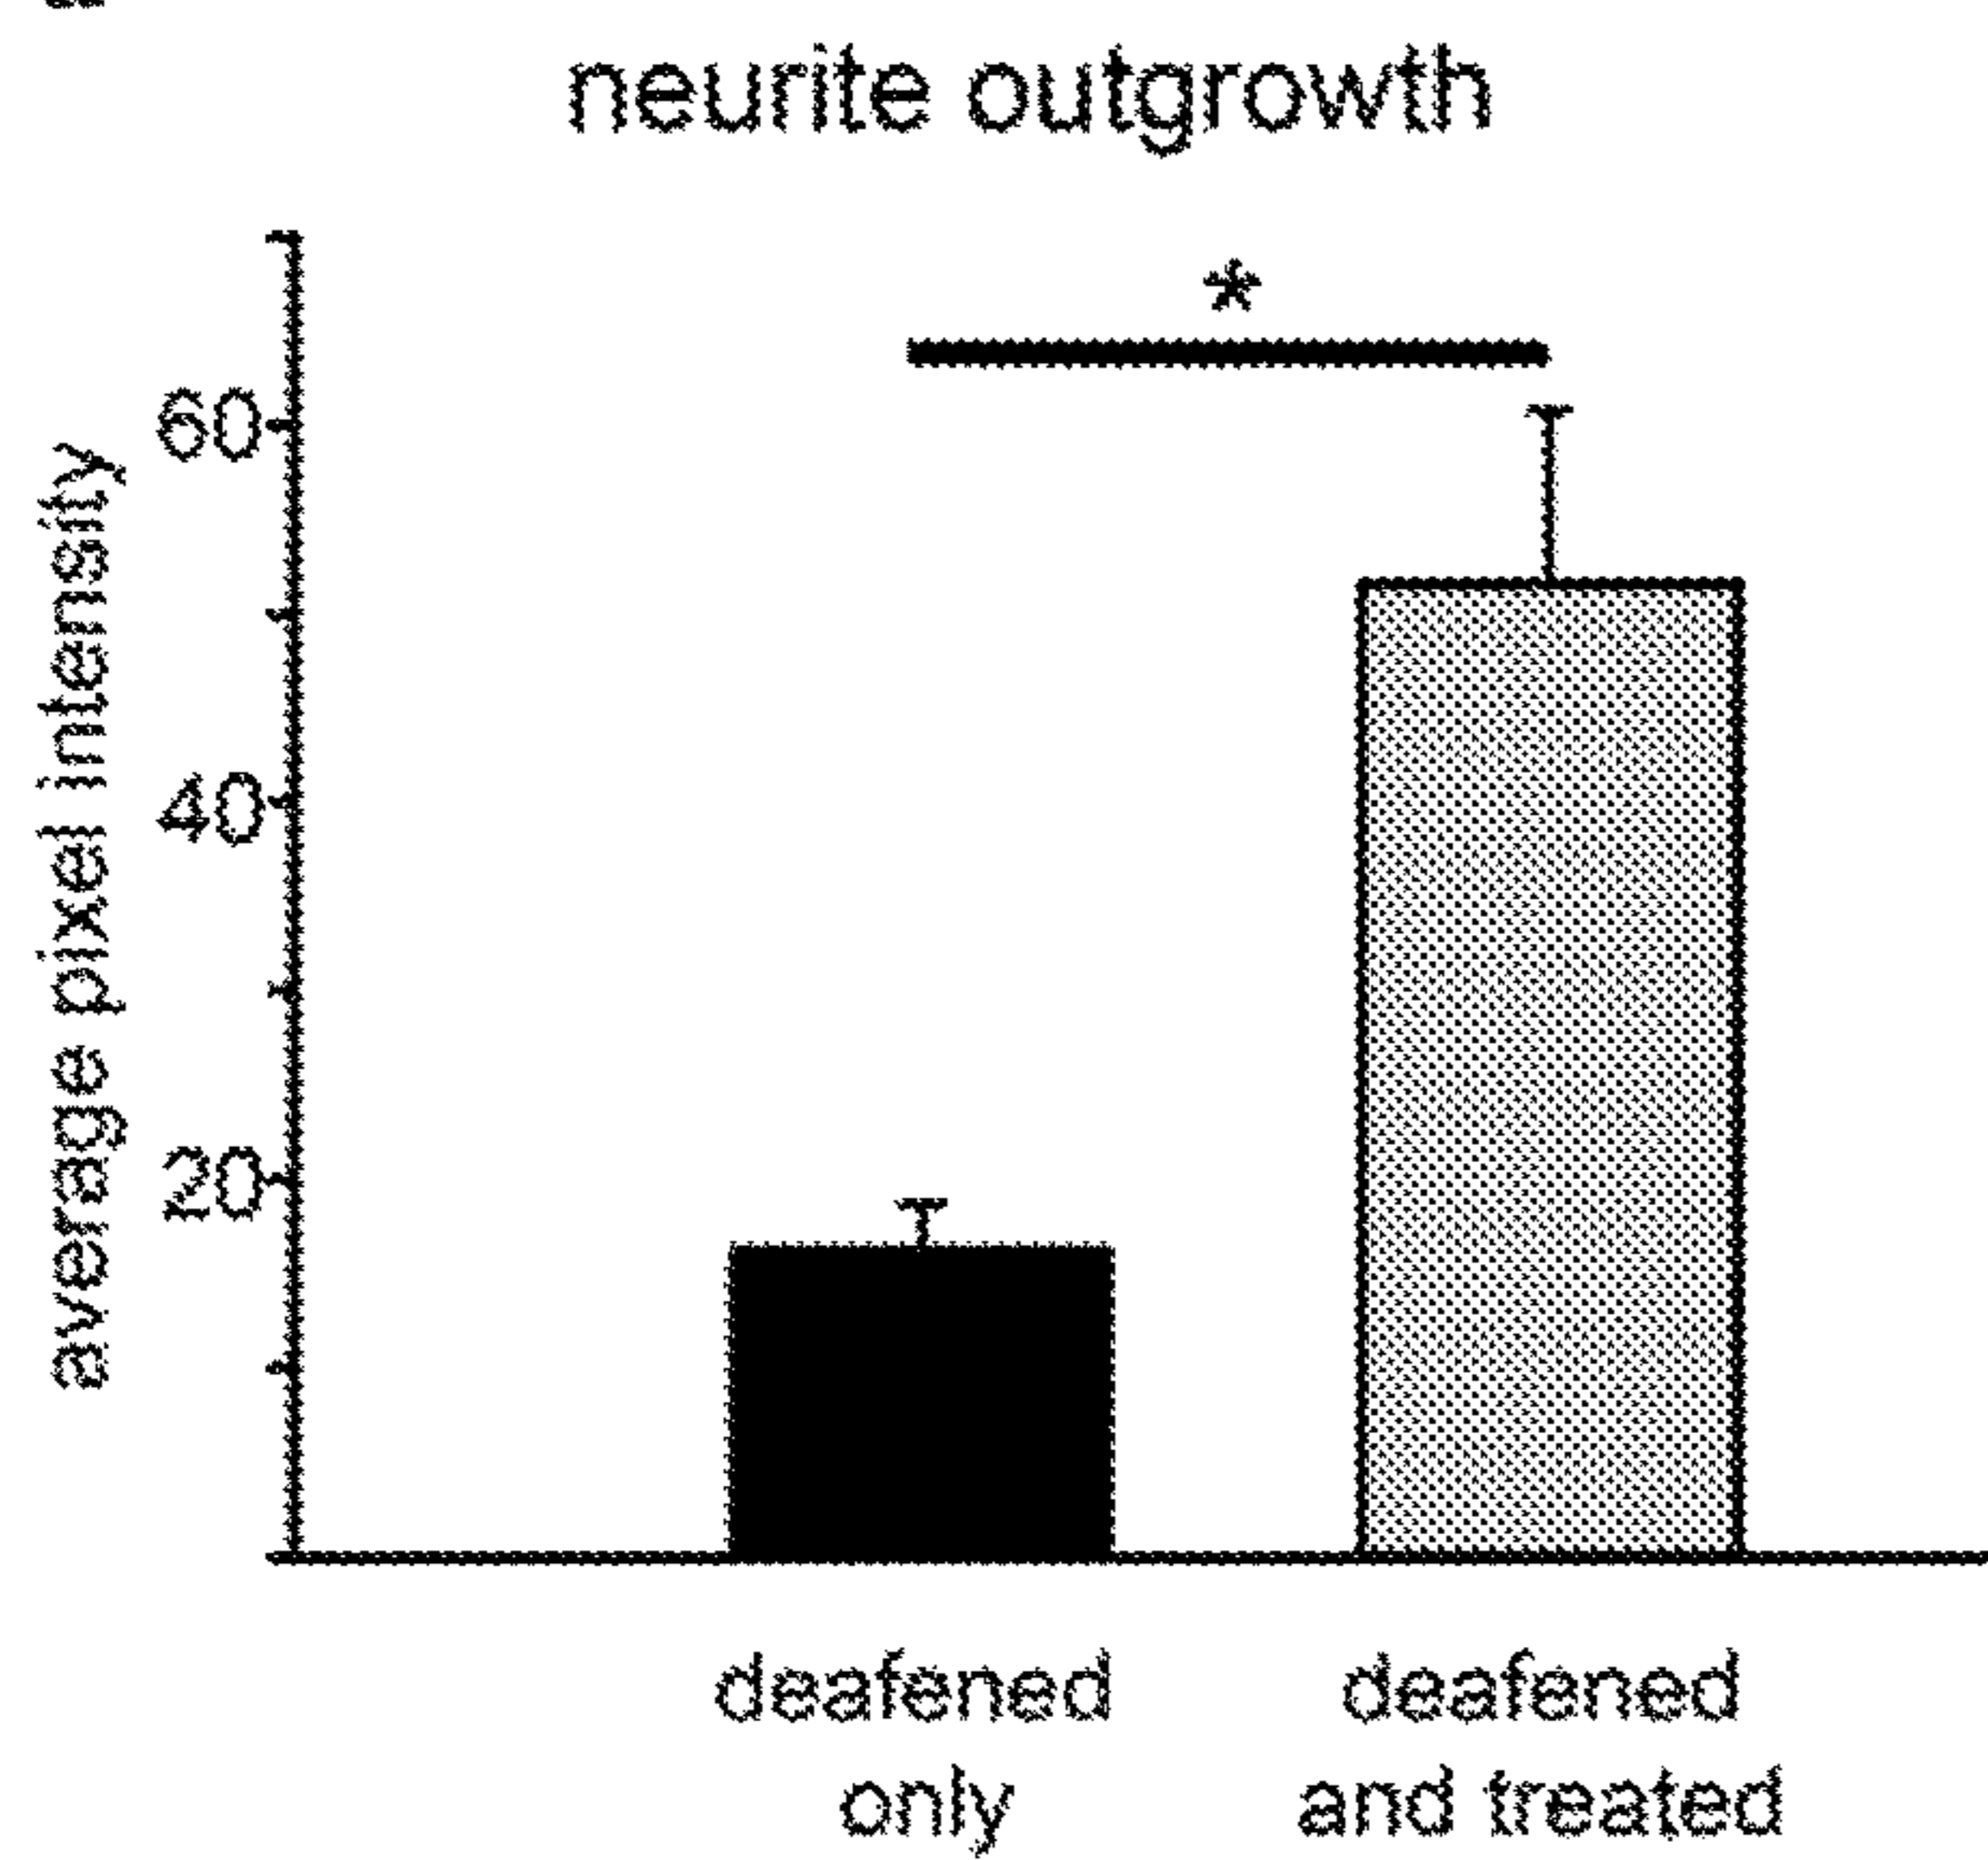 neurite outgrowth
*
60
40
20
average pixel intensity
deafened
only
deafened
and treated